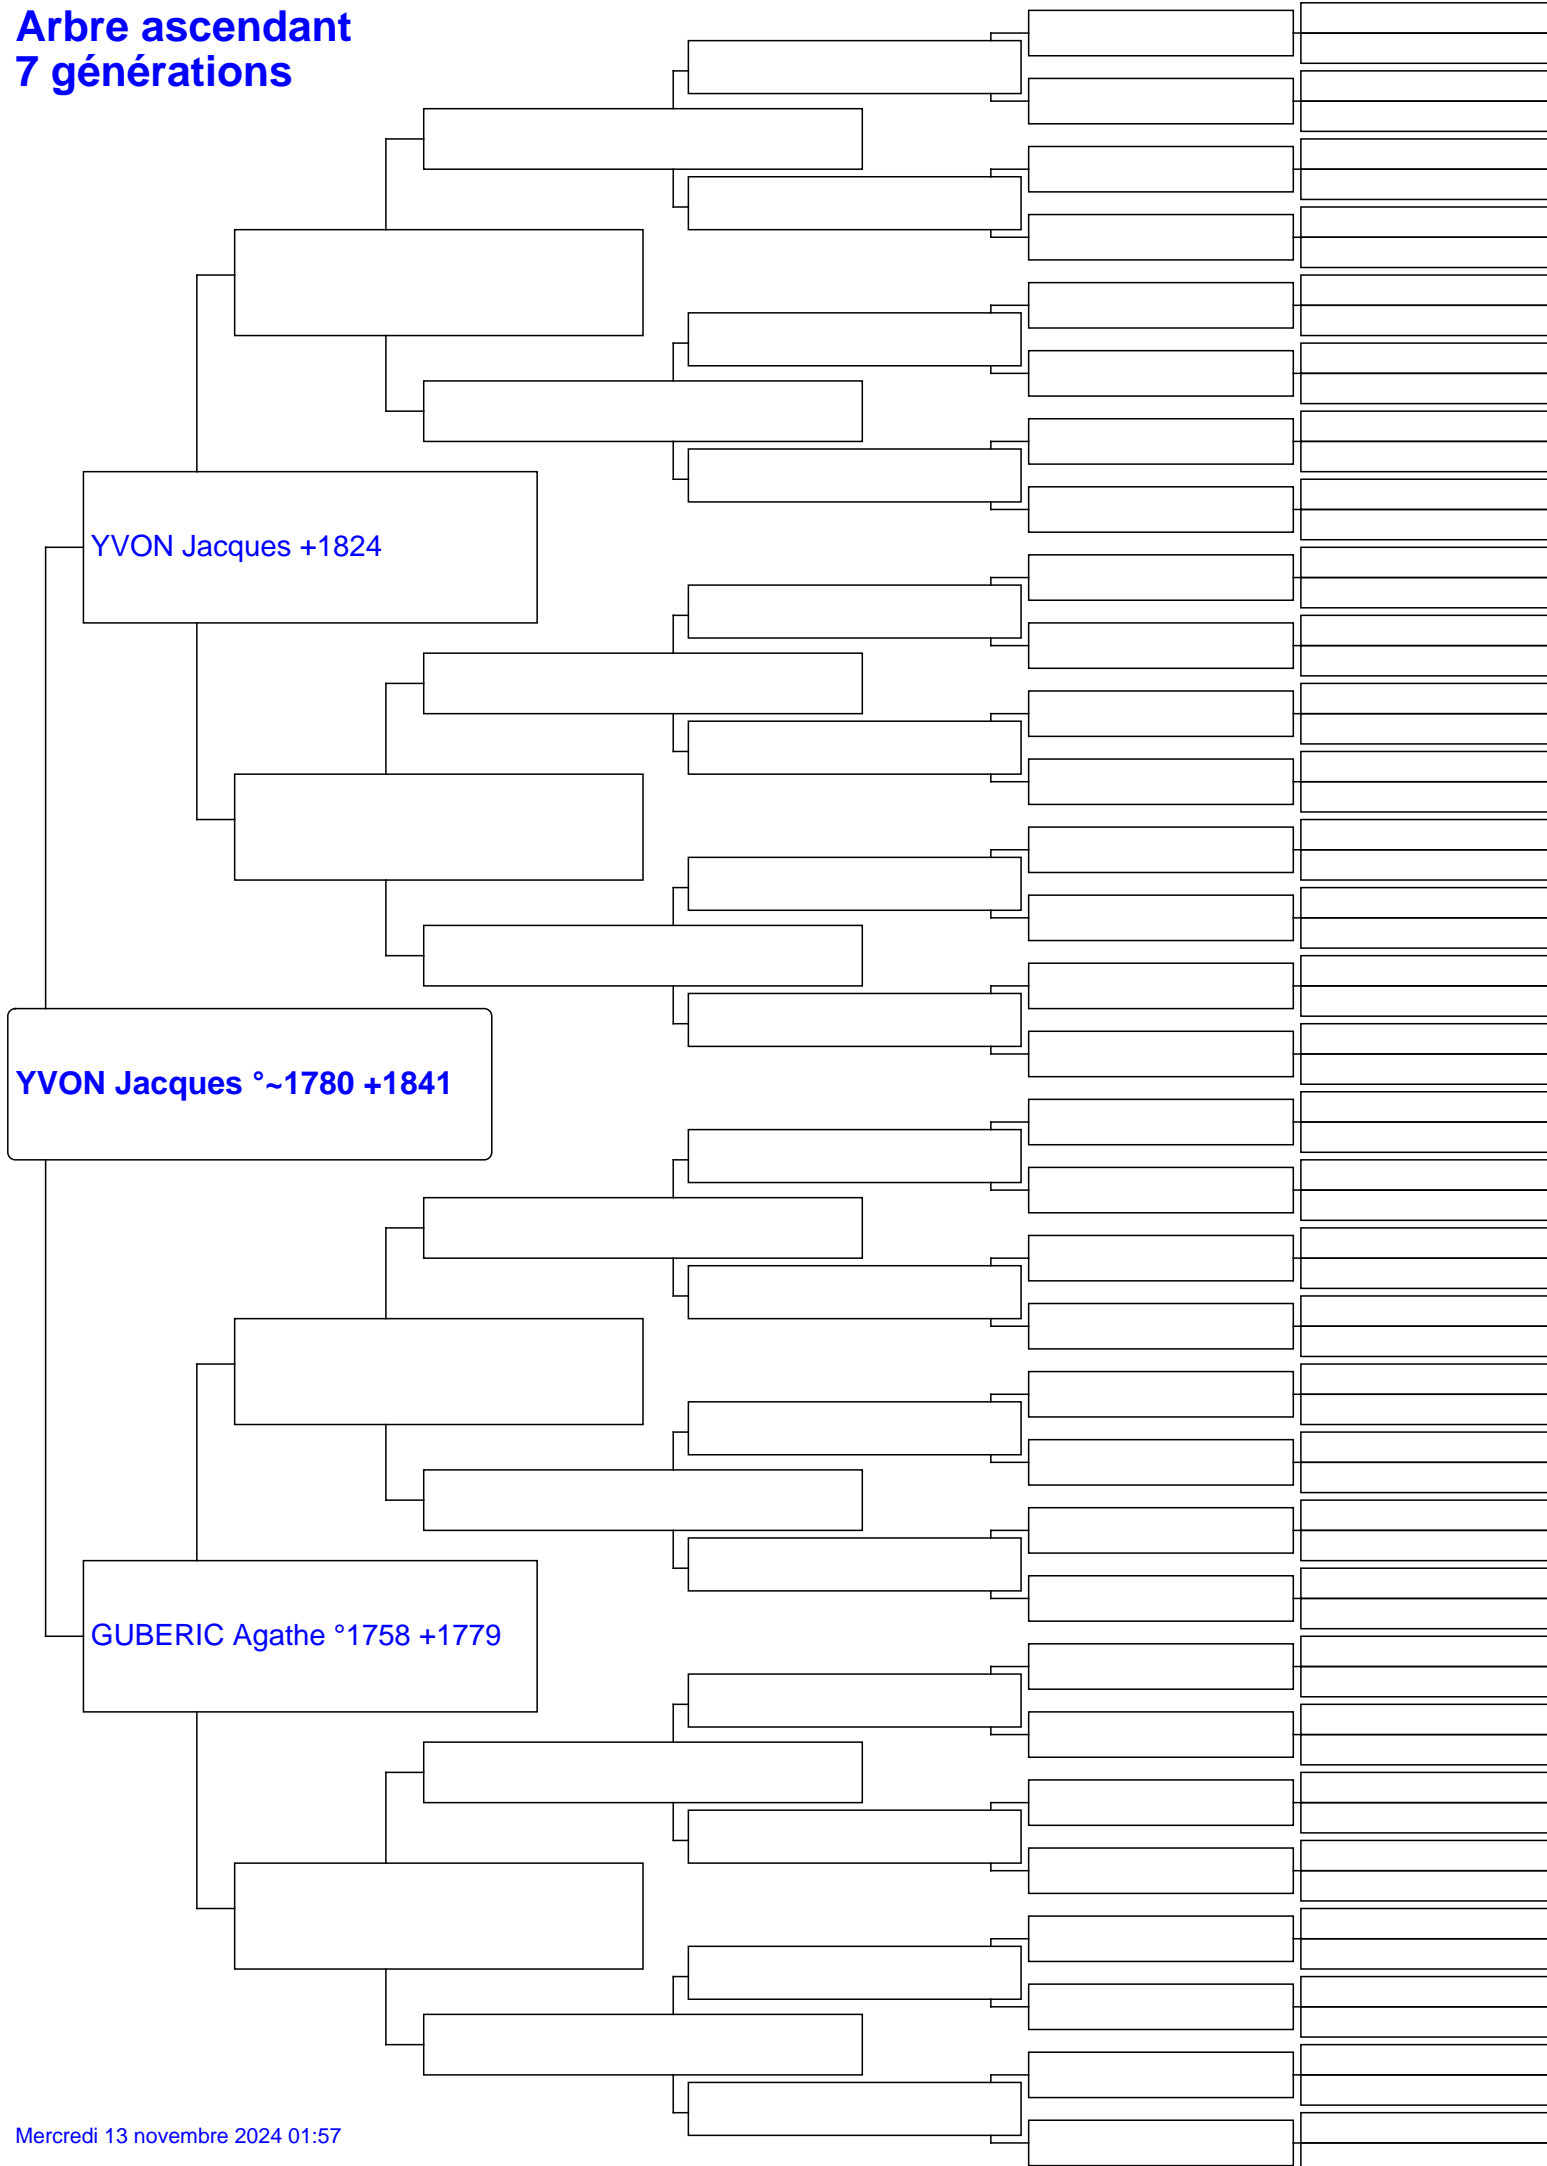 Arbre ascendant
7 générations
YVON Jacques +1824
YVON Jacques °~1780 +1841
GUBERIC Agathe °1758 +1779
Mercredi 13 novembre 2024 01:57